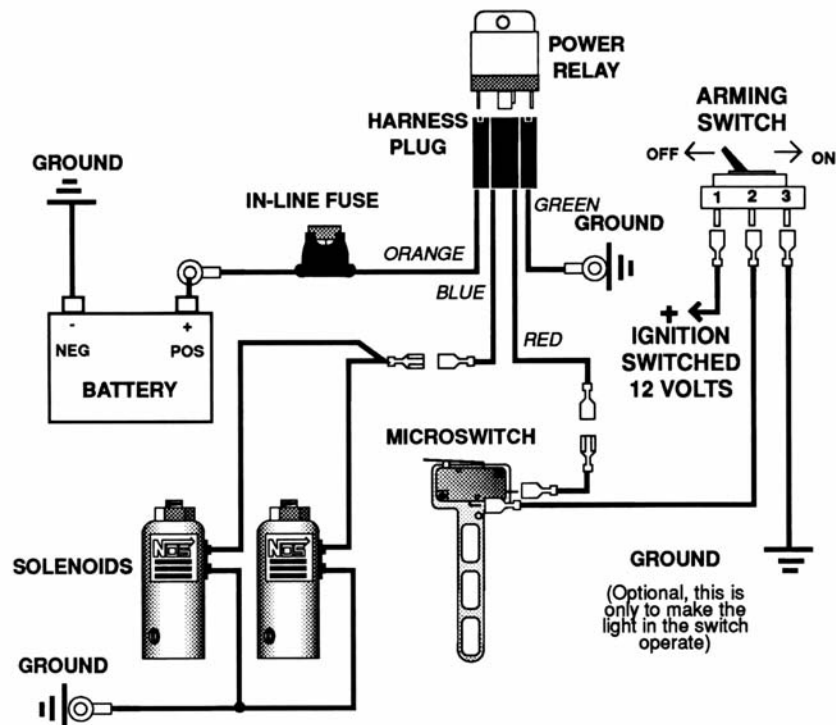 POWER
RELAY
ARMING
SWITCH
HARNESS
PLUG
OFF
ON
GROUND
1 2 3
IN-LINE FUSE
GREEN
GROUND
ORANGE
BLUE
+
IGNITION
SWITCHED
12 VOLTS
RED
- +
NEG POS
BATTERY
MICROSWITCH
NOS NOS
SOLENOIDS
GROUND
(Optional, this is
only to make the
light in the switch
operate)
GROUND